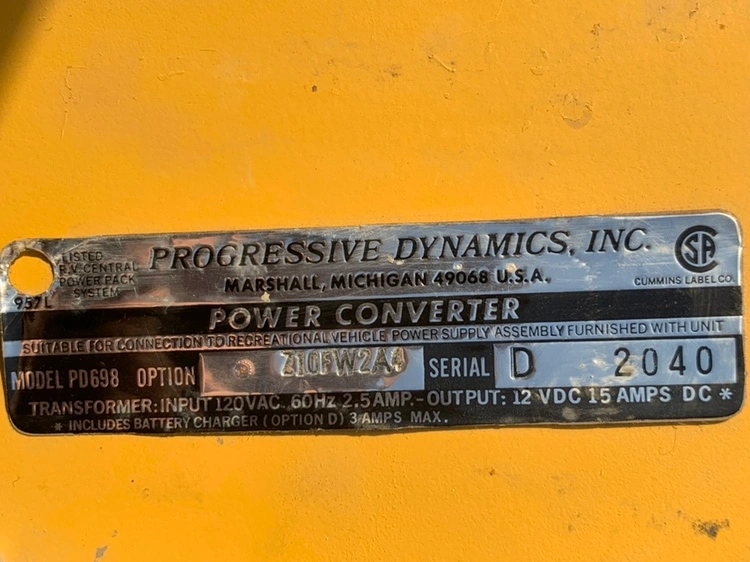 LISTED
R.V. CENTRAL
POWER PACK
SYSTEM
957L
PROGRESSIVE DYNAMICS, INC.
MARSHALL, MICHIGAN 49068 U.S.A.
SA
CUMMINS LABEL CO.
POWER CONVERTER
SUITABLE FOR CONNECTION TO RECREATIONAL VEHICLE POWER SUPPLY ASSEMBLY FURNISHED WITH UNIT
MODEL PD698 OPTION Z10FW2A4 SERIAL D 2040
TRANSFORMER: INPUT 120VAC, 60Hz 2.5 AMP.-OUTPUT: 12 VDC 15 AMPS DC *
* INCLUDES BATTERY CHARGER (OPTION D) 3 AMPS MAX.